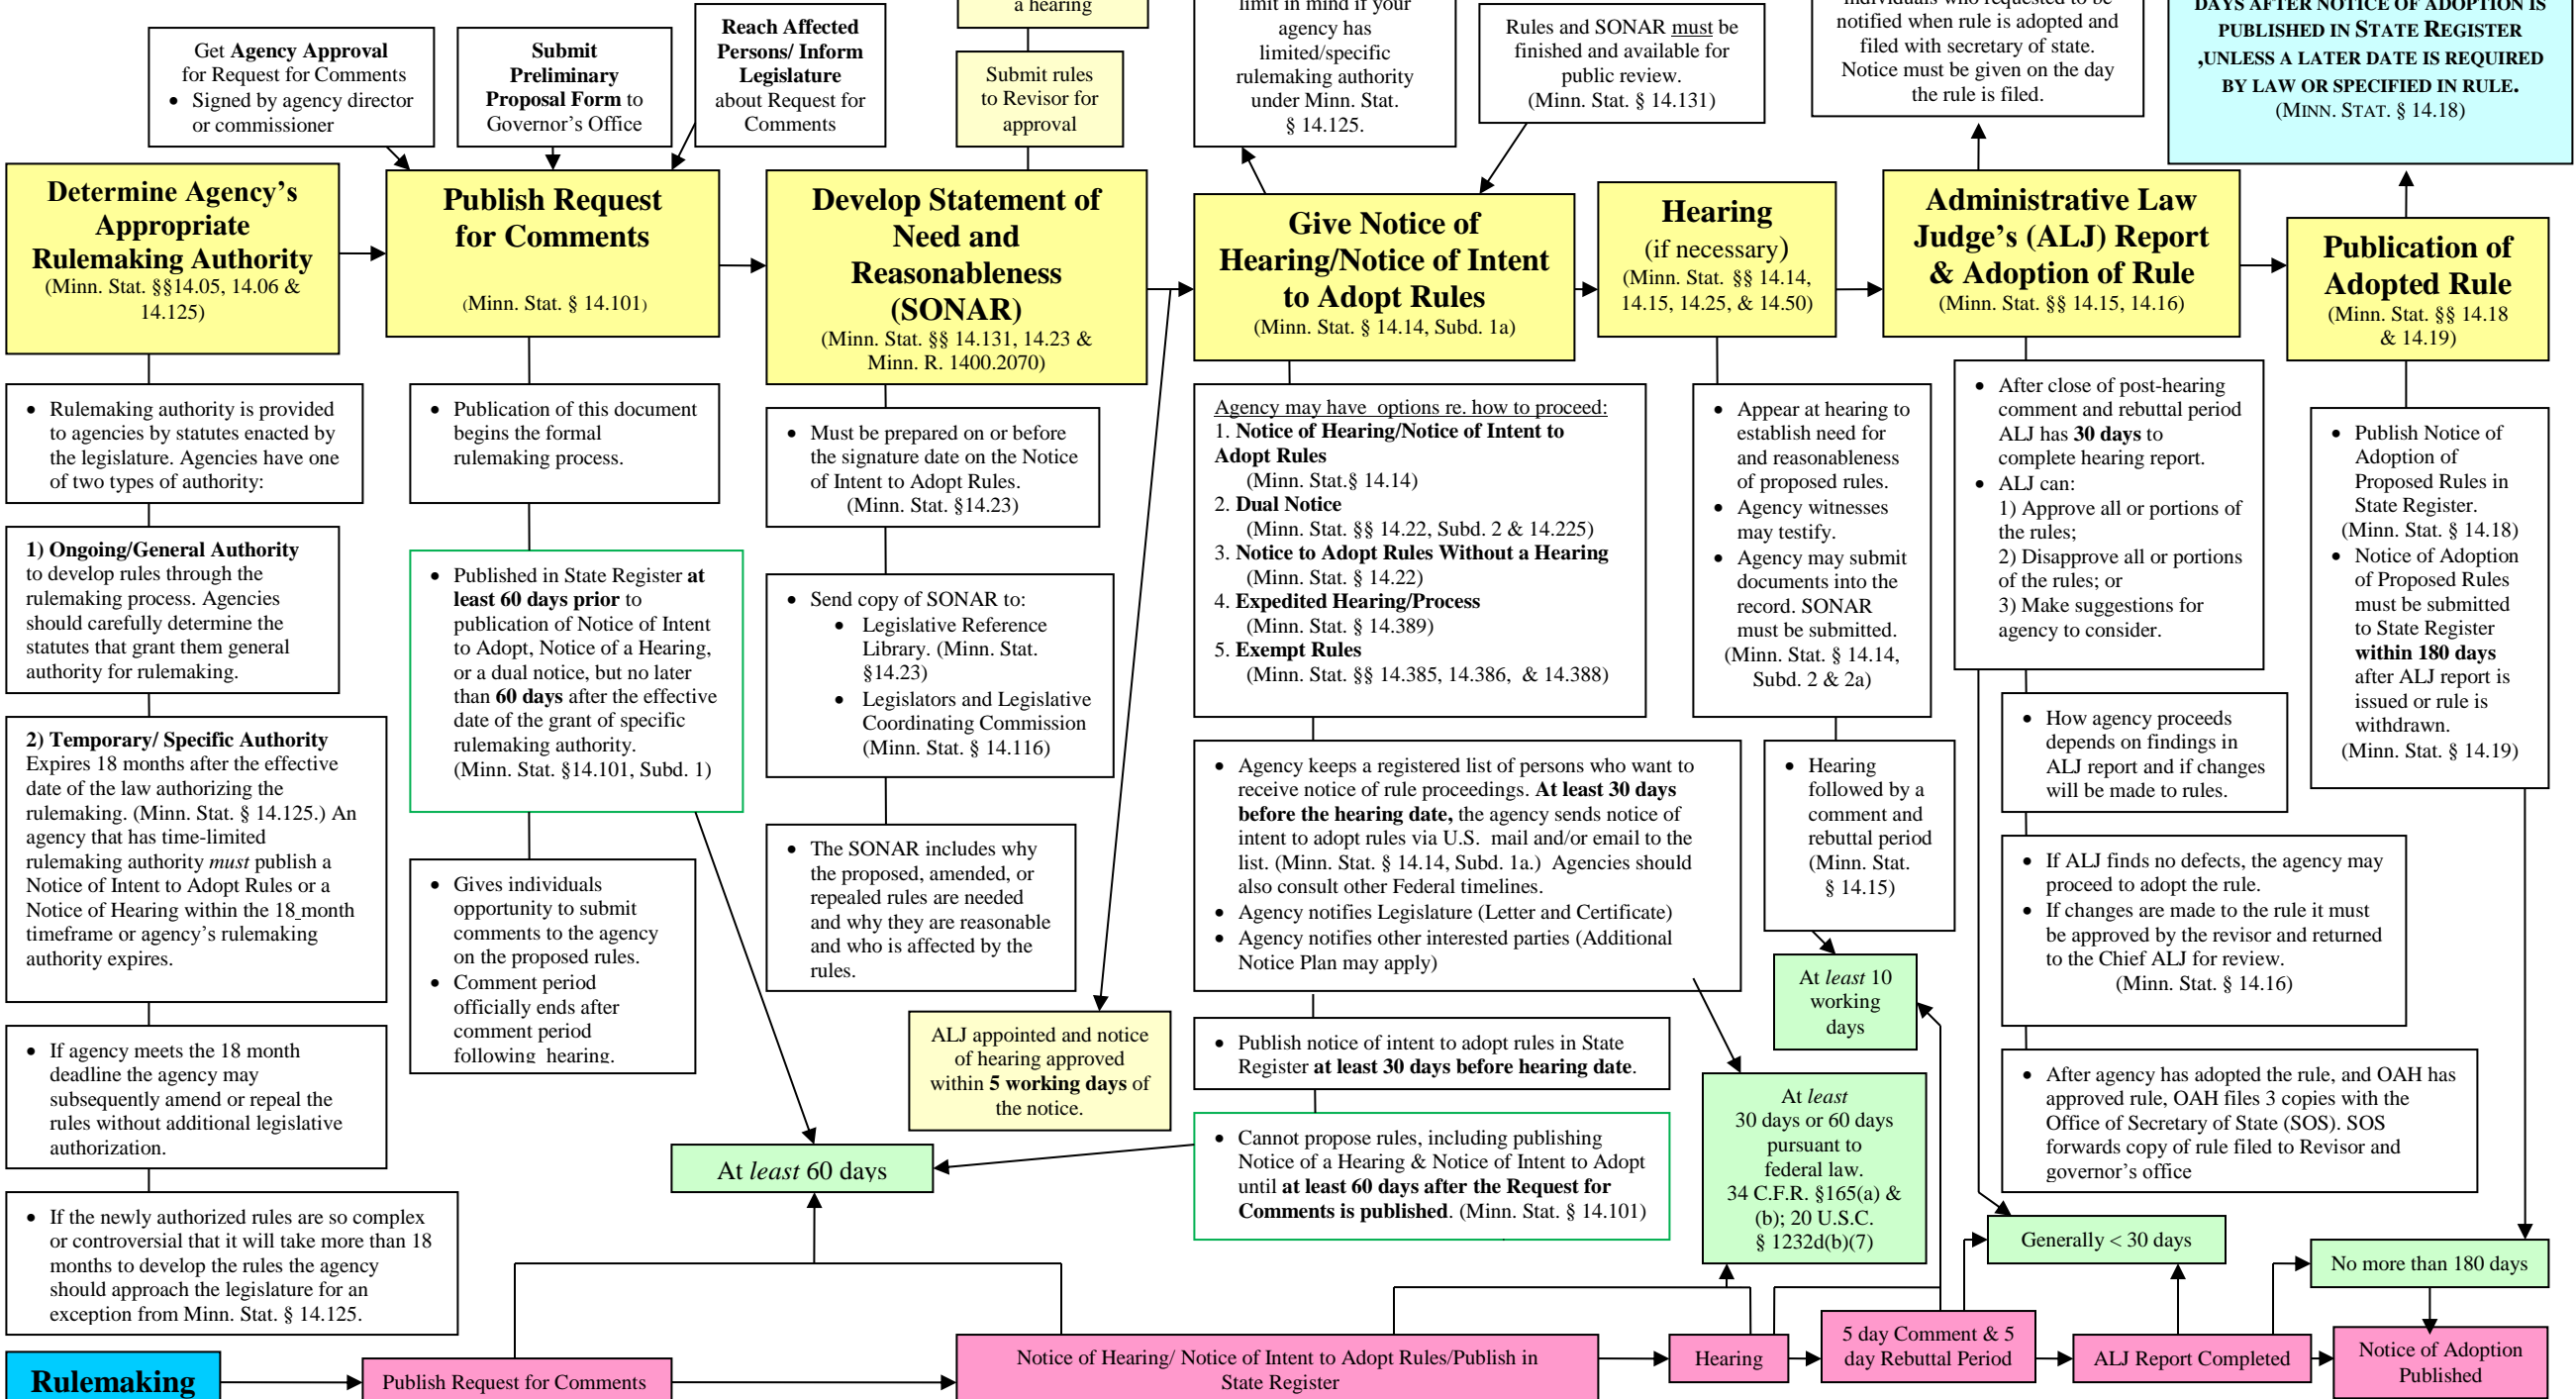 a hearing
Submit rules
to Revisor for
approval
limit in mind if your
agency has
limited/specific
rulemaking authority
under Minn. Stat.
§ 14.125.
Rules and SONAR must be
finished and available for
public review.
(Minn. Stat. § 14.131)
individuals who requested to be
notified when rule is adopted and
filed with secretary of state.
Notice must be given on the day
the rule is filed.
DAYS AFTER NOTICE OF ADOPTION IS
PUBLISHED IN STATE REGISTER
,UNLESS A LATER DATE IS REQUIRED
BY LAW OR SPECIFIED IN RULE.
(MINN. STAT. § 14.18)
Get Agency Approval
for Request for Comments
• Signed by agency director
or commissioner
Submit
Preliminary
Proposal Form to
Governor's Office
Reach Affected
Persons/ Inform
Legislature
about Request for
Comments
Determine Agency's
Appropriate
Rulemaking Authority
(Minn. Stat. §§14.05, 14.06 &
14.125)
Publish Request
for Comments
(Minn. Stat. § 14.101)
Develop Statement of
Need and
Reasonableness
(SONAR)
(Minn. Stat. §§ 14.131, 14.23 &
Minn. R. 1400.2070)
Give Notice of
Hearing/Notice of Intent
to Adopt Rules
(Minn. Stat. § 14.14, Subd. 1a)
Hearing
(if necessary)
(Minn. Stat. §§ 14.14,
14.15, 14.25, & 14.50)
Administrative Law
Judge's (ALJ) Report
& Adoption of Rule
(Minn. Stat. §§ 14.15, 14.16)
Publication of
Adopted Rule
(Minn. Stat. §§ 14.18
& 14.19)
• Rulemaking authority is provided
to agencies by statutes enacted by
the legislature. Agencies have one
of two types of authority:
1) Ongoing/General Authority
to develop rules through the
rulemaking process. Agencies
should carefully determine the
statutes that grant them general
authority for rulemaking.
2) Temporary/ Specific Authority
Expires 18 months after the effective
date of the law authorizing the
rulemaking. (Minn. Stat. § 14.125.) An
agency that has time-limited
rulemaking authority must publish a
Notice of Intent to Adopt Rules or a
Notice of Hearing within the 18 month
timeframe or agency's rulemaking
authority expires.
• If agency meets the 18 month
deadline the agency may
subsequently amend or repeal the
rules without additional legislative
authorization.
• If the newly authorized rules are so complex
or controversial that it will take more than 18
months to develop the rules the agency
should approach the legislature for an
exception from Minn. Stat. § 14.125.
• Publication of this document
begins the formal
rulemaking process.
• Published in State Register at
least 60 days prior to
publication of Notice of Intent
to Adopt, Notice of a Hearing,
or a dual notice, but no later
than 60 days after the effective
date of the grant of specific
rulemaking authority.
(Minn. Stat. §14.101, Subd. 1)
• Gives individuals
opportunity to submit
comments to the agency
on the proposed rules.
• Comment period
officially ends after
comment period
following hearing.
• Must be prepared on or before
the signature date on the Notice
of Intent to Adopt Rules.
(Minn. Stat. §14.23)
• Send copy of SONAR to:
• Legislative Reference
Library. (Minn. Stat.
§14.23)
• Legislators and Legislative
Coordinating Commission
(Minn. Stat. § 14.116)
• The SONAR includes why
the proposed, amended, or
repealed rules are needed
and why they are reasonable
and who is affected by the
rules.
ALJ appointed and notice
of hearing approved
within 5 working days of
the notice.
At least 60 days
Agency may have options re. how to proceed:
1. Notice of Hearing/Notice of Intent to
Adopt Rules
(Minn. Stat.§ 14.14)
2. Dual Notice
(Minn. Stat. §§ 14.22, Subd. 2 & 14.225)
3. Notice to Adopt Rules Without a Hearing
(Minn. Stat. § 14.22)
4. Expedited Hearing/Process
(Minn. Stat. § 14.389)
5. Exempt Rules
(Minn. Stat. §§ 14.385, 14.386, & 14.388)
• Agency keeps a registered list of persons who want to
receive notice of rule proceedings. At least 30 days
before the hearing date, the agency sends notice of
intent to adopt rules via U.S. mail and/or email to the
list. (Minn. Stat. § 14.14, Subd. 1a.) Agencies should
also consult other Federal timelines.
• Agency notifies Legislature (Letter and Certificate)
• Agency notifies other interested parties (Additional
Notice Plan may apply)
• Publish notice of intent to adopt rules in State
Register at least 30 days before hearing date.
• Cannot propose rules, including publishing
Notice of a Hearing & Notice of Intent to Adopt
until at least 60 days after the Request for
Comments is published. (Minn. Stat. § 14.101)
• Appear at hearing to
establish need for
and reasonableness
of proposed rules.
• Agency witnesses
may testify.
• Agency may submit
documents into the
record. SONAR
must be submitted.
(Minn. Stat. § 14.14,
Subd. 2 & 2a)
• Hearing
followed by a
comment and
rebuttal period
(Minn. Stat.
§ 14.15)
At least 10
working
days
At least
30 days or 60 days
pursuant to
federal law.
34 C.F.R. §165(a) &
(b); 20 U.S.C.
§ 1232d(b)(7)
• After close of post-hearing
comment and rebuttal period
ALJ has 30 days to
complete hearing report.
• ALJ can:
1) Approve all or portions of
the rules;
2) Disapprove all or portions
of the rules; or
3) Make suggestions for
agency to consider.
• How agency proceeds
depends on findings in
ALJ report and if changes
will be made to rules.
• If ALJ finds no defects, the agency may
proceed to adopt the rule.
• If changes are made to the rule it must
be approved by the revisor and returned
to the Chief ALJ for review.
(Minn. Stat. § 14.16)
• After agency has adopted the rule, and OAH has
approved rule, OAH files 3 copies with the
Office of Secretary of State (SOS). SOS
forwards copy of rule filed to Revisor and
governor's office
Generally < 30 days
• Publish Notice of
Adoption of
Proposed Rules in
State Register.
(Minn. Stat. § 14.18)
• Notice of Adoption
of Proposed Rules
must be submitted
to State Register
within 180 days
after ALJ report is
issued or rule is
withdrawn.
(Minn. Stat. § 14.19)
No more than 180 days
Rulemaking
Publish Request for Comments
Notice of Hearing/ Notice of Intent to Adopt Rules/Publish in
State Register
Hearing
5 day Comment & 5
day Rebuttal Period
ALJ Report Completed
Notice of Adoption
Published